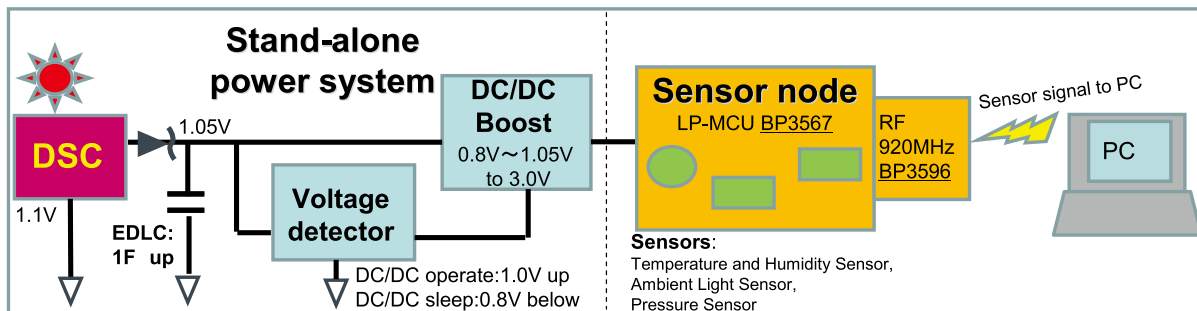 Stand-alone
power system
DSC
1.1V
1.05V
EDLC:
1F up
Voltage
detector
DC/DC operate:1.0V up
DC/DC sleep:0.8V below
DC/DC
Boost
0.8V～1.05V
to 3.0V
Sensor node
LP-MCU BP3567
RF
920MHz
BP3596
Sensor signal to PC
PC
Sensors:
Temperature and Humidity Sensor,
Ambient Light Sensor,
Pressure Sensor